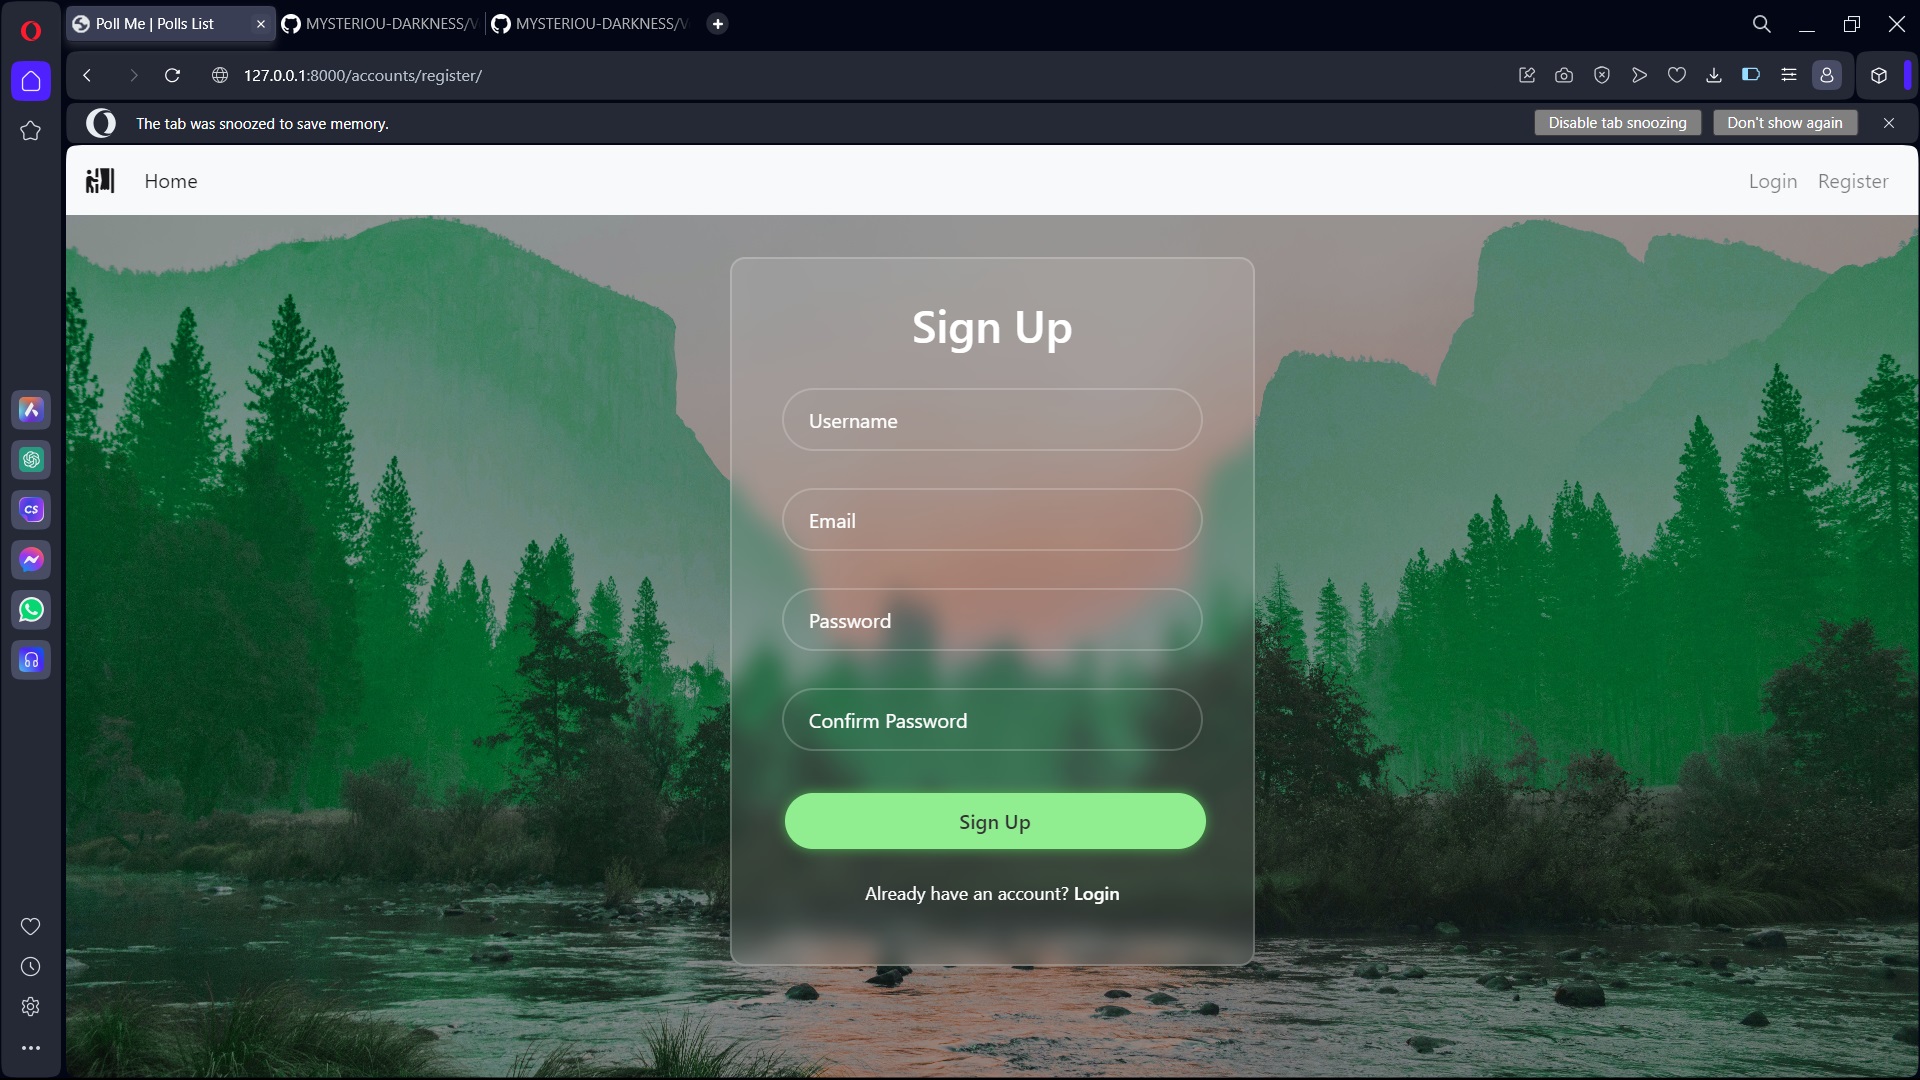 Poll Me | Polls List
MYSTERIOU-DARKNESS/V
MYSTERIOU-DARKNESS/V
127.0.0.1:8000/accounts/register/
The tab was snoozed to save memory.
Disable tab snoozing
Don't show again
Home
Login
Register
Sign Up
Username
Email
Password
Confirm Password
Sign Up
Already have an account? Login
CS